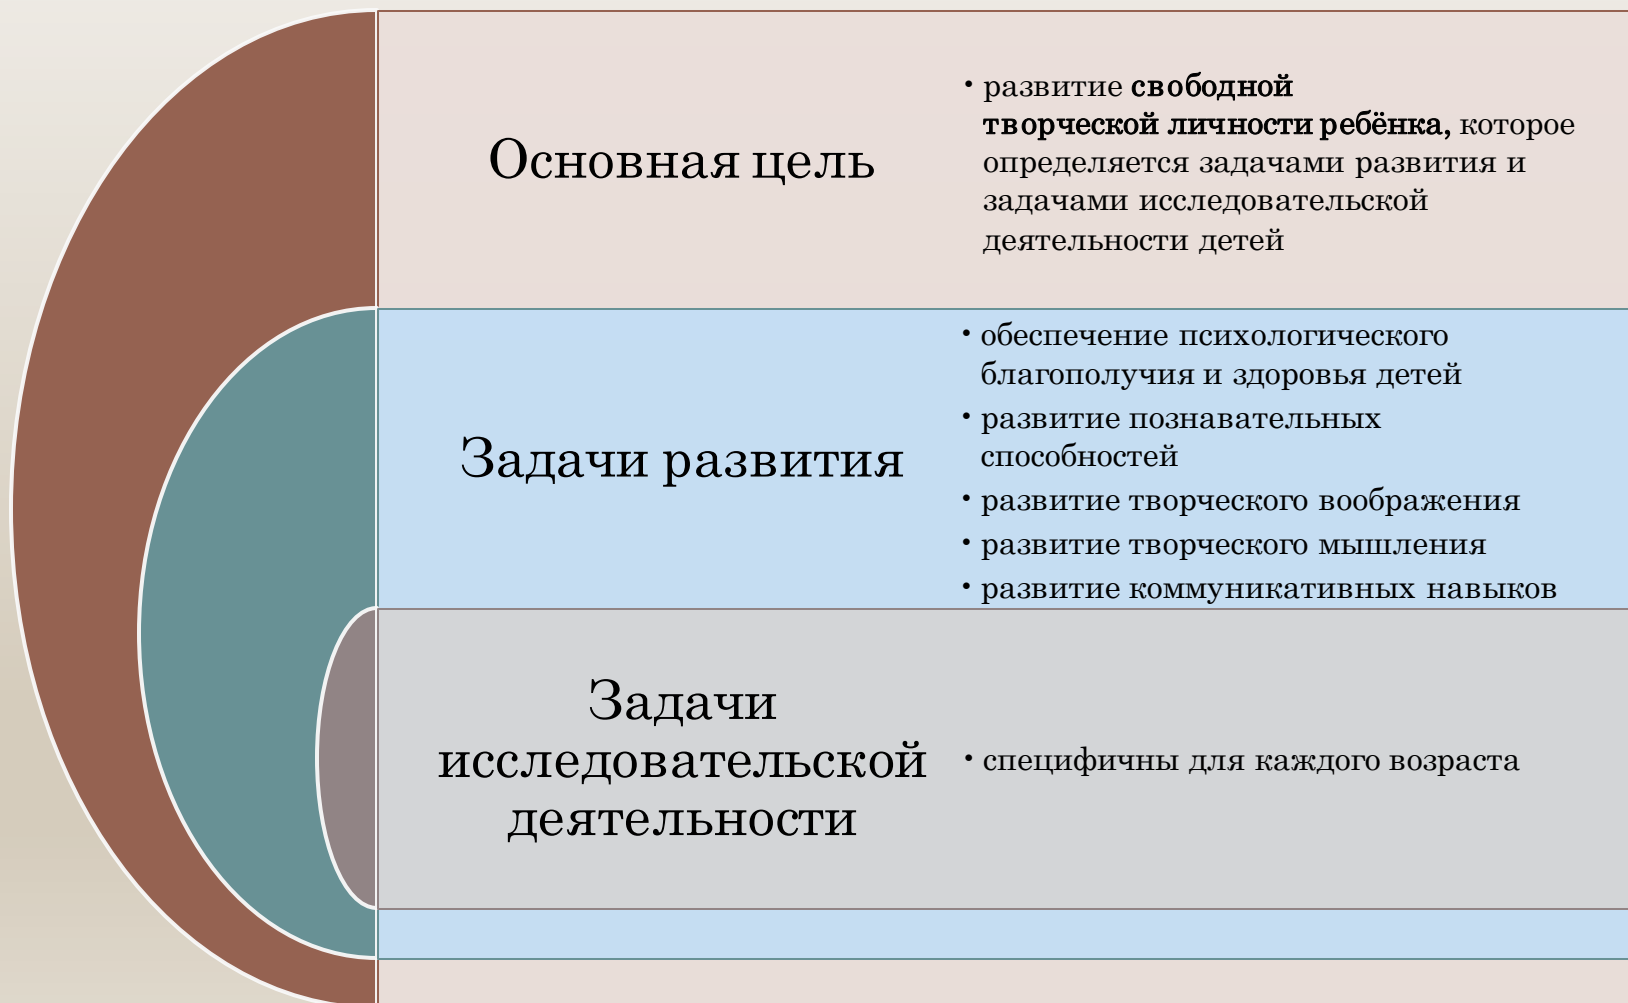 Основная цель
• развитие свободной
творческой личности ребёнка, которое
определяется задачами развития и
задачами исследовательской
деятельности детей
Задачи развития
• обеспечение психологического
благополучия и здоровья детей
• развитие познавательных
способностей
• развитие творческого воображения
• развитие творческого мышления
• развитие коммуникативных навыков
Задачи
исследовательской
деятельности
• специфичны для каждого возраста